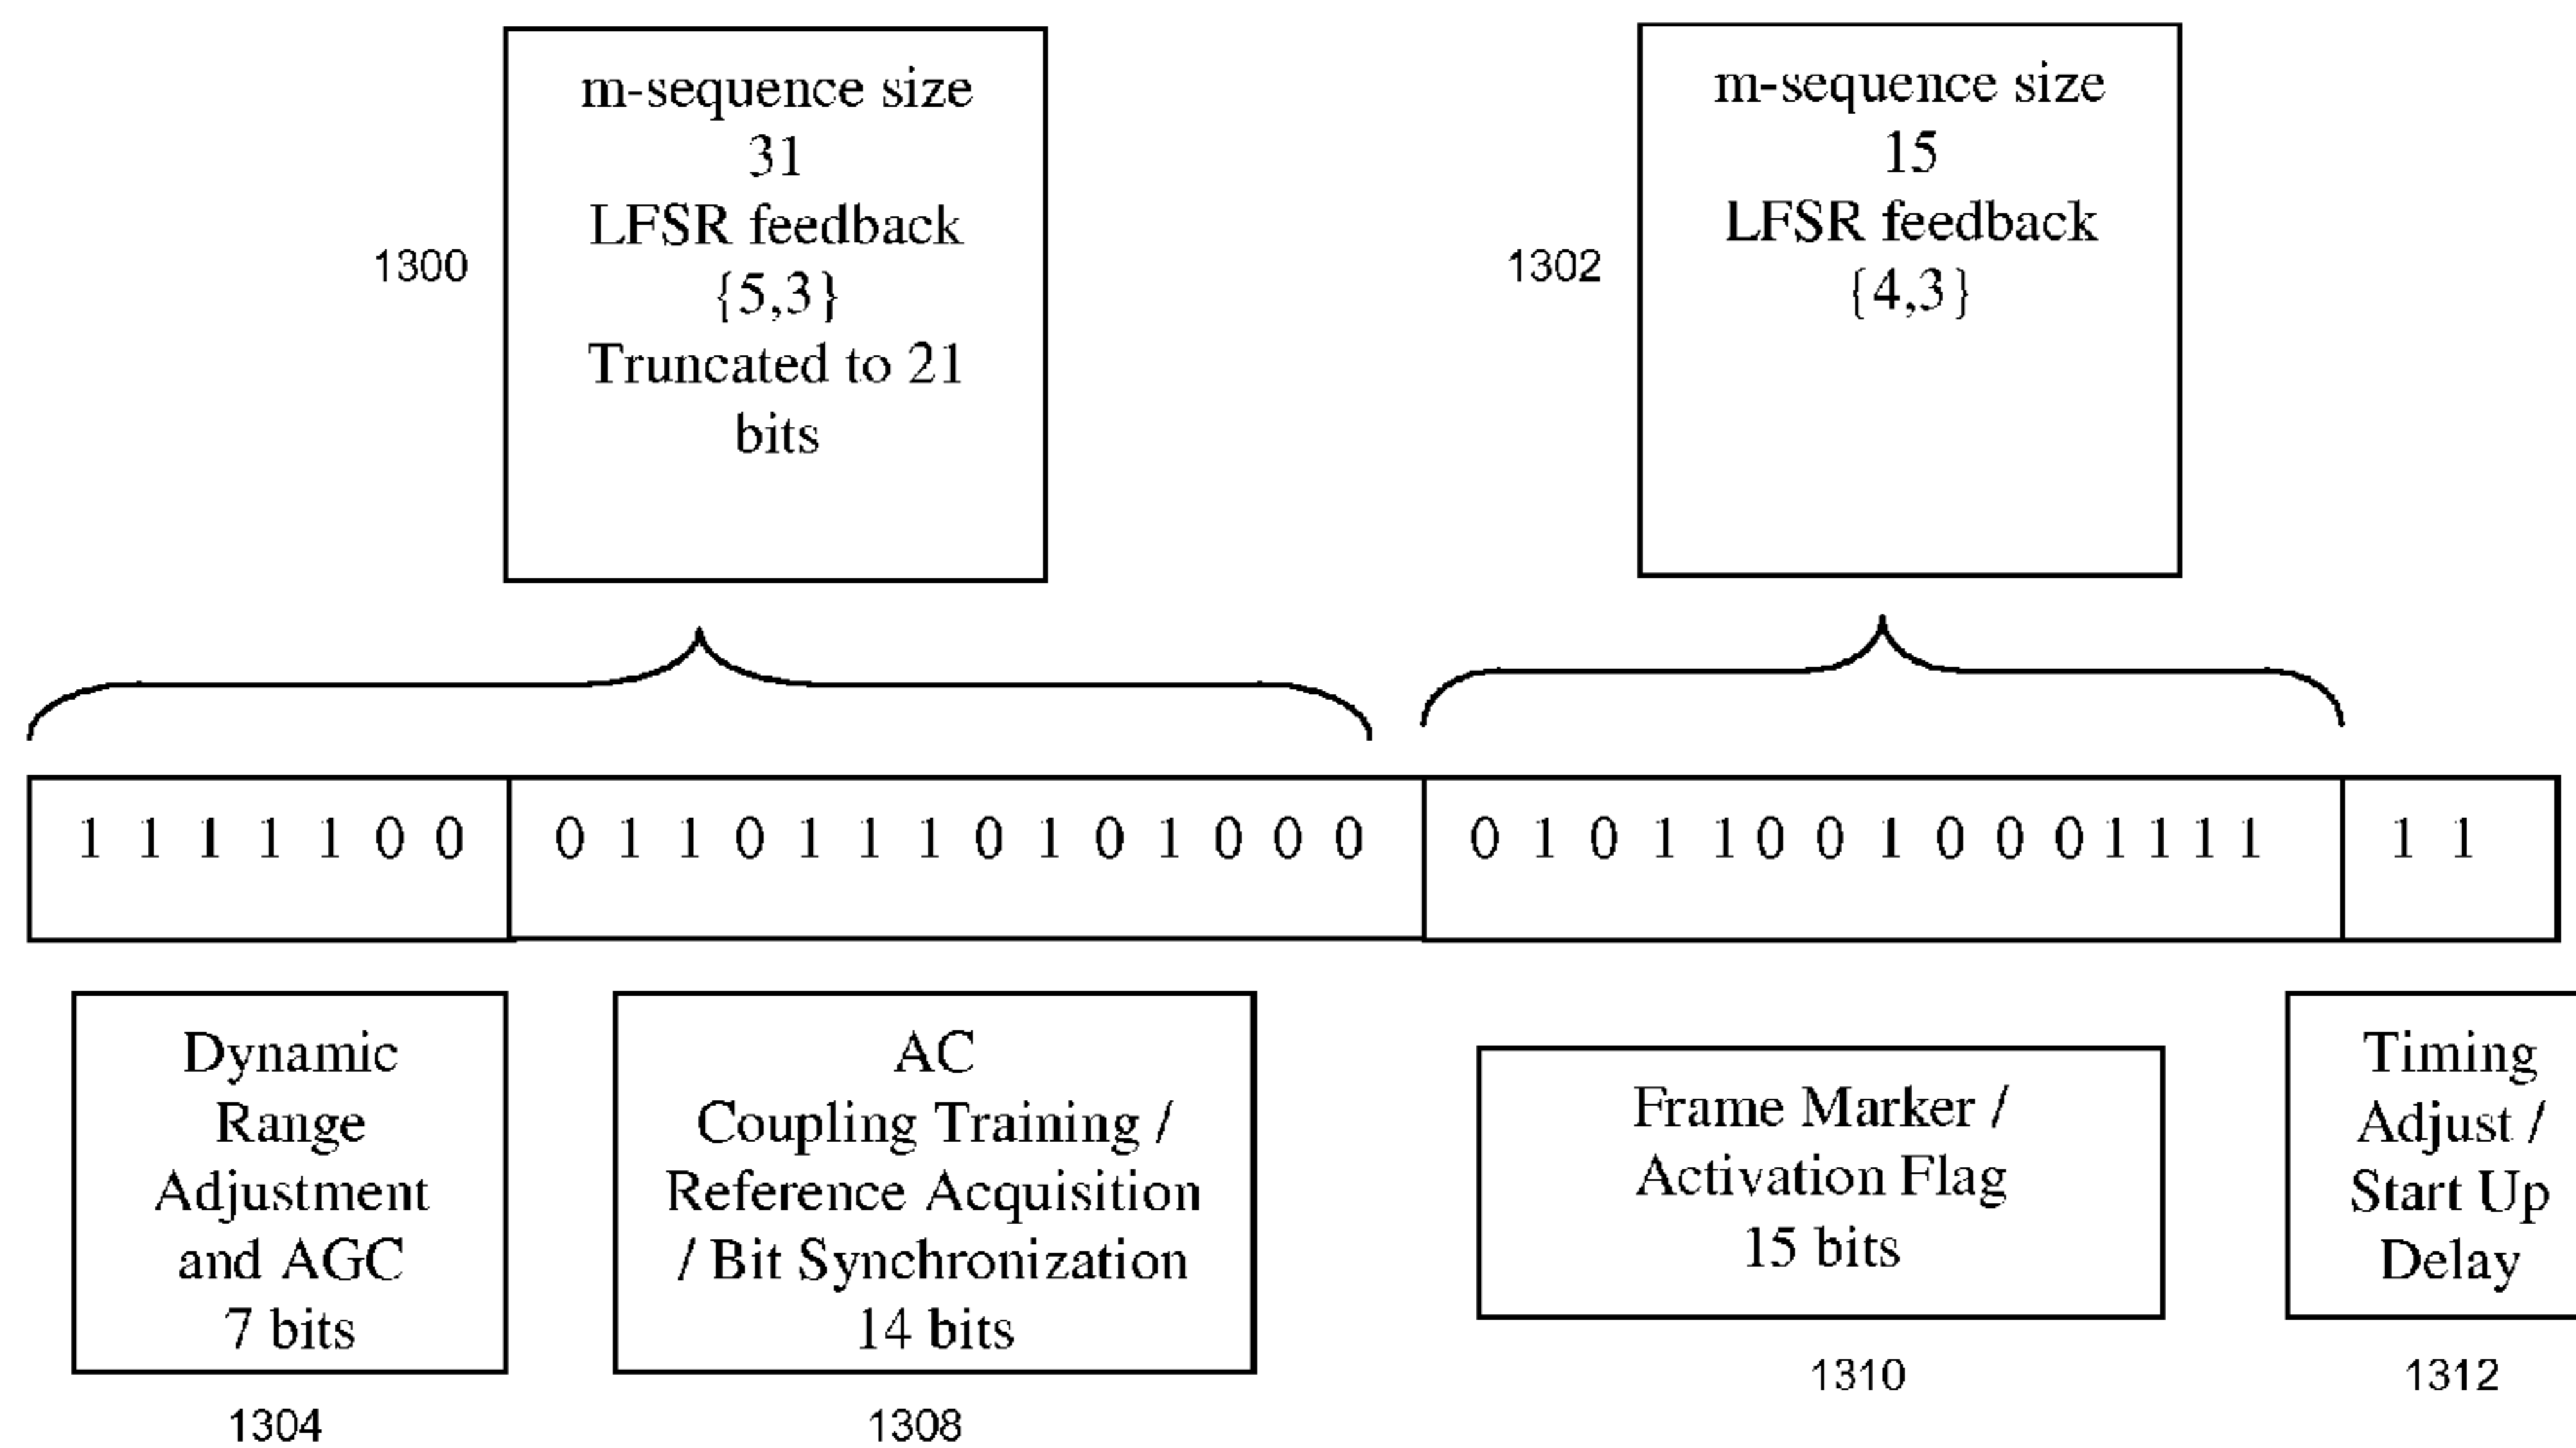 m-sequence size
31
LFSR feedback
{5,3}
Truncated to 21
bits
1300
m-sequence size
15
LFSR feedback
{4,3}
1302
1 1 1 1 1 0 0
0 1 1 0 1 1 1 0 1 0 1 0 0 0
0 1 0 1 1 0 0 1 0 0 0 1 1 1 1
1 1
Dynamic
Range
Adjustment
and AGC
7 bits
1304
AC
Coupling Training /
Reference Acquisition
/ Bit Synchronization
14 bits
1308
Frame Marker /
Activation Flag
15 bits
1310
Timing
Adjust /
Start Up
Delay
1312